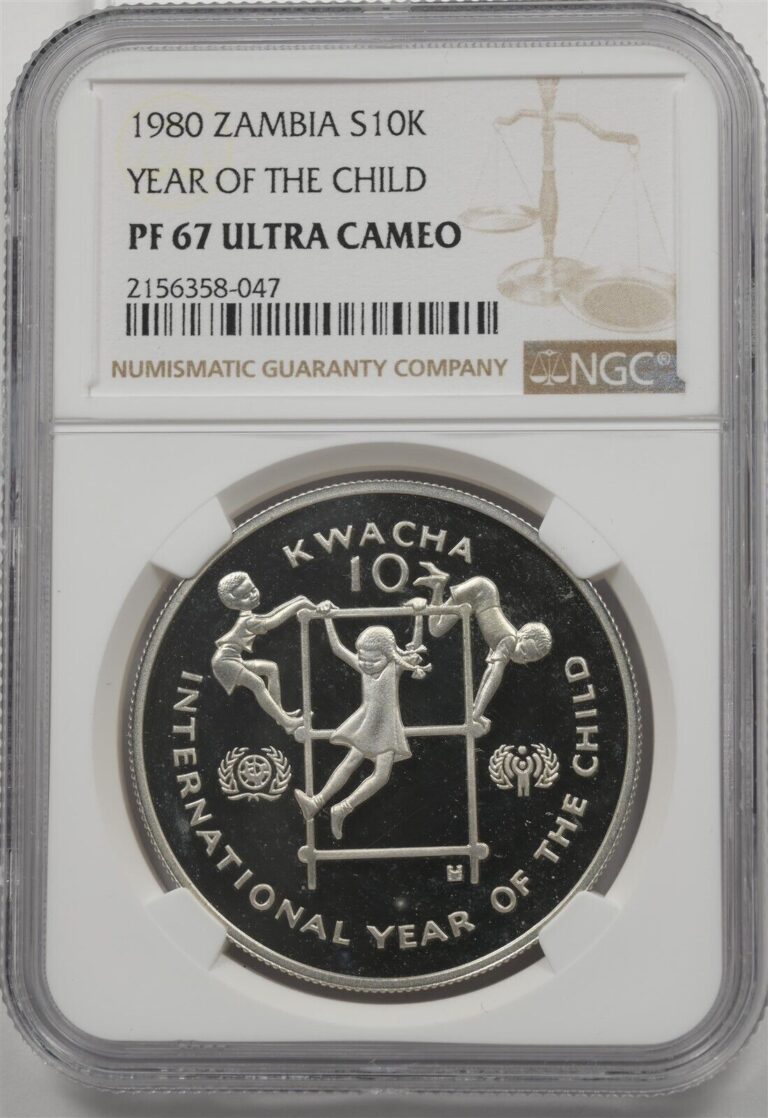 1980 ZAMBIA S10K
YEAR OF THE CHILD
PF 67 ULTRA CAMEO
2156358-047
NUMISMATIC GUARANTY COMPANY
NGC®
KWACHA
10
INTERNATIONAL YEAR OF THE CHILD